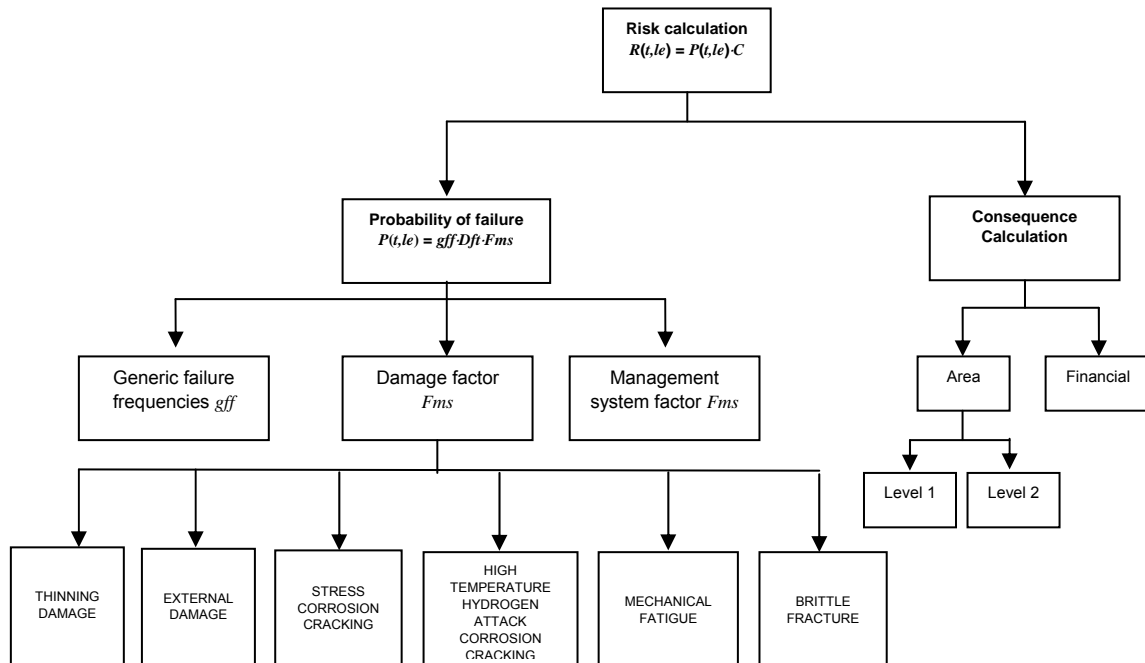 Risk calculation
R(t,le) = P(t,le)·C
Probability of failure
P(t,le) = gff·Dft·Fms
Consequence
Calculation
Generic failure
frequencies gff
Damage factor
Fms
Management
system factor Fms
Area
Financial
Level 1
Level 2
THINNING
DAMAGE
EXTERNAL
DAMAGE
STRESS
CORROSION
CRACKING
HIGH
TEMPERATURE
HYDROGEN
ATTACK
CORROSION
CRACKING
MECHANICAL
FATIGUE
BRITTLE
FRACTURE